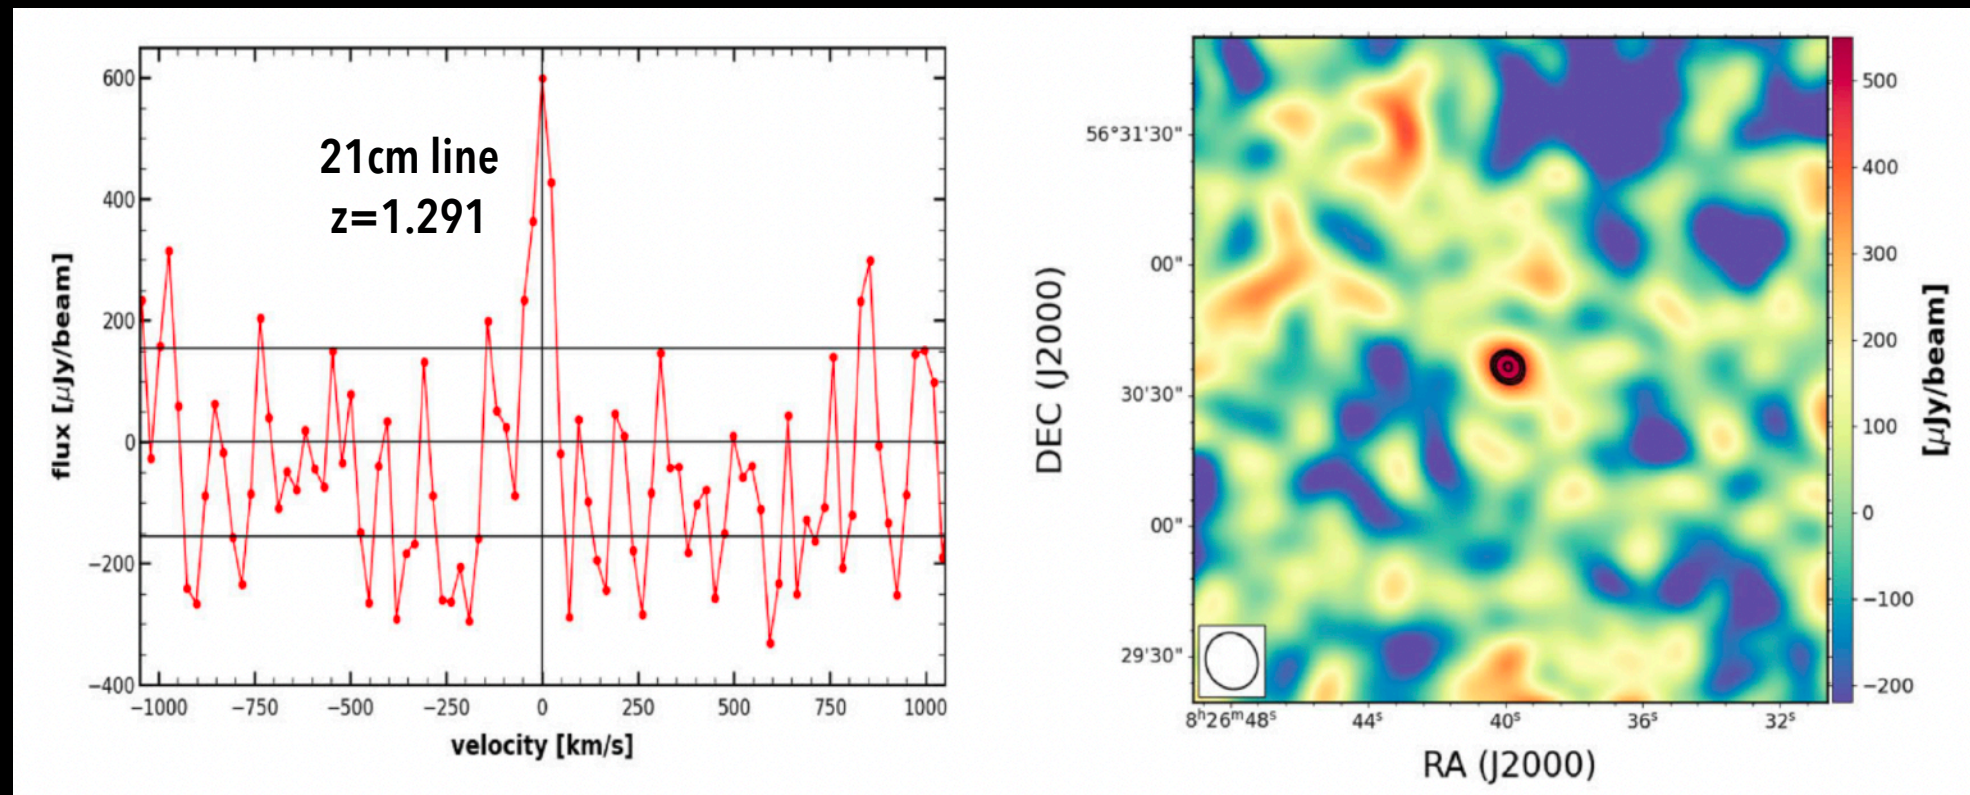 21cm line
z=1.291
600
400
200
0
−200
−400
flux [μJy/beam]
−1000 −750 −500 −250 0 250 500 750 1000
velocity [km/s]
56°31'30"
00"
30'30"
00"
29'30"
DEC (J2000)
8ʰ26ᵐ48ˢ 44ˢ 40ˢ 36ˢ 32ˢ
RA (J2000)
500
400
300
200
100
0
−100
−200
[μJy/beam]